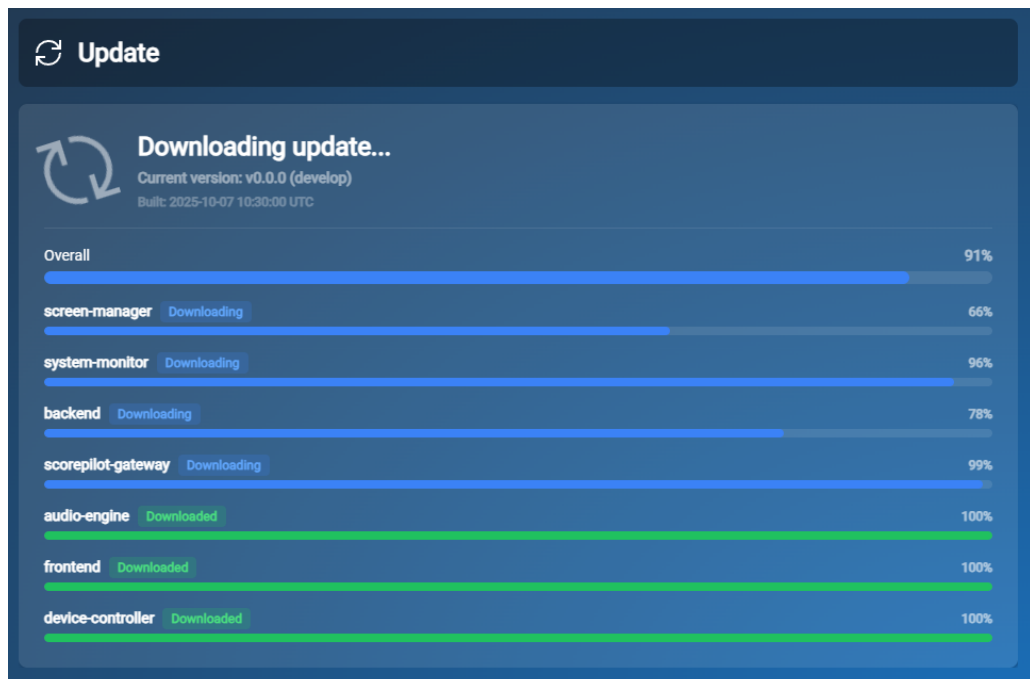 Update
Downloading update...
Current version: v0.0.0 (develop)
Built: 2025-10-07 10:30:00 UTC
Overall 91%
screen-manager Downloading 66%
system-monitor Downloading 96%
backend Downloading 78%
scorepilot-gateway Downloading 99%
audio-engine Downloaded 100%
frontend Downloaded 100%
device-controller Downloaded 100%